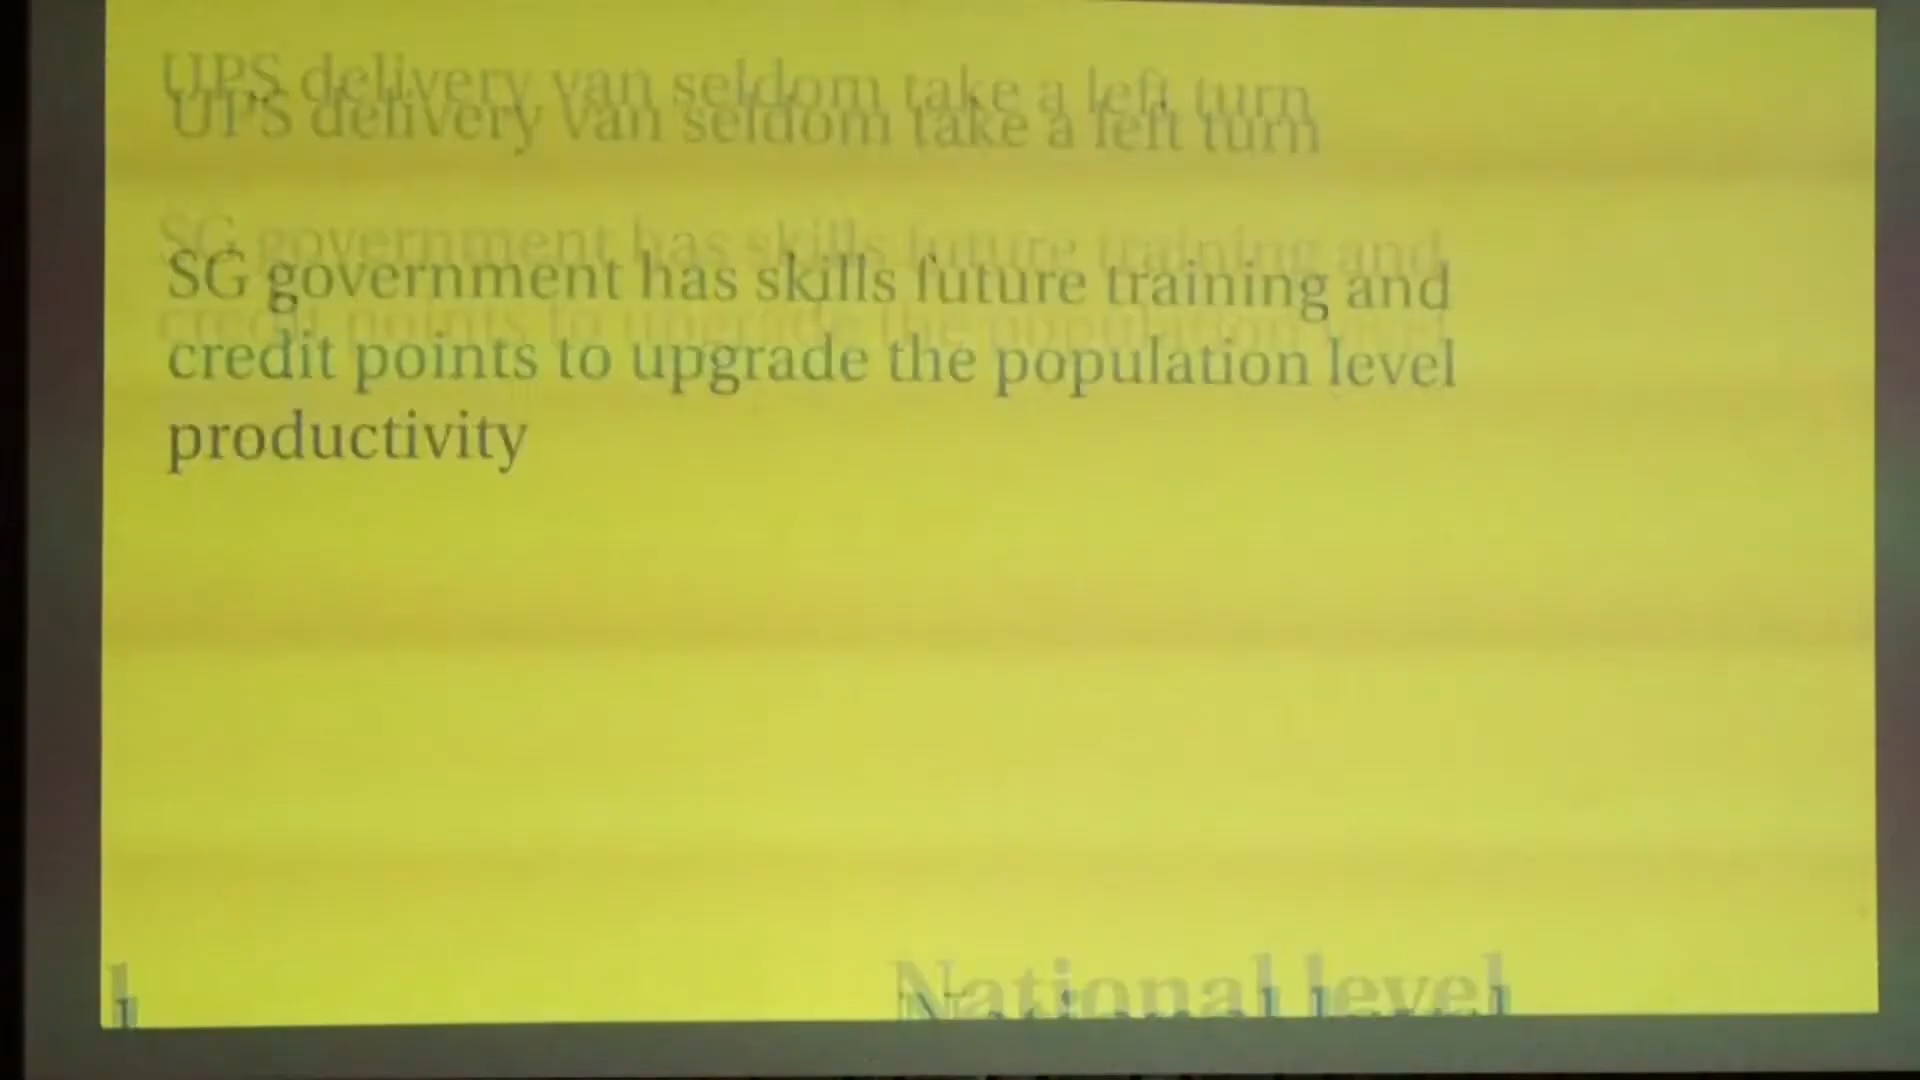 UPS delivery van seldom take a left turn
SG government has skills future training and
credit points to upgrade the population level
productivity
National level